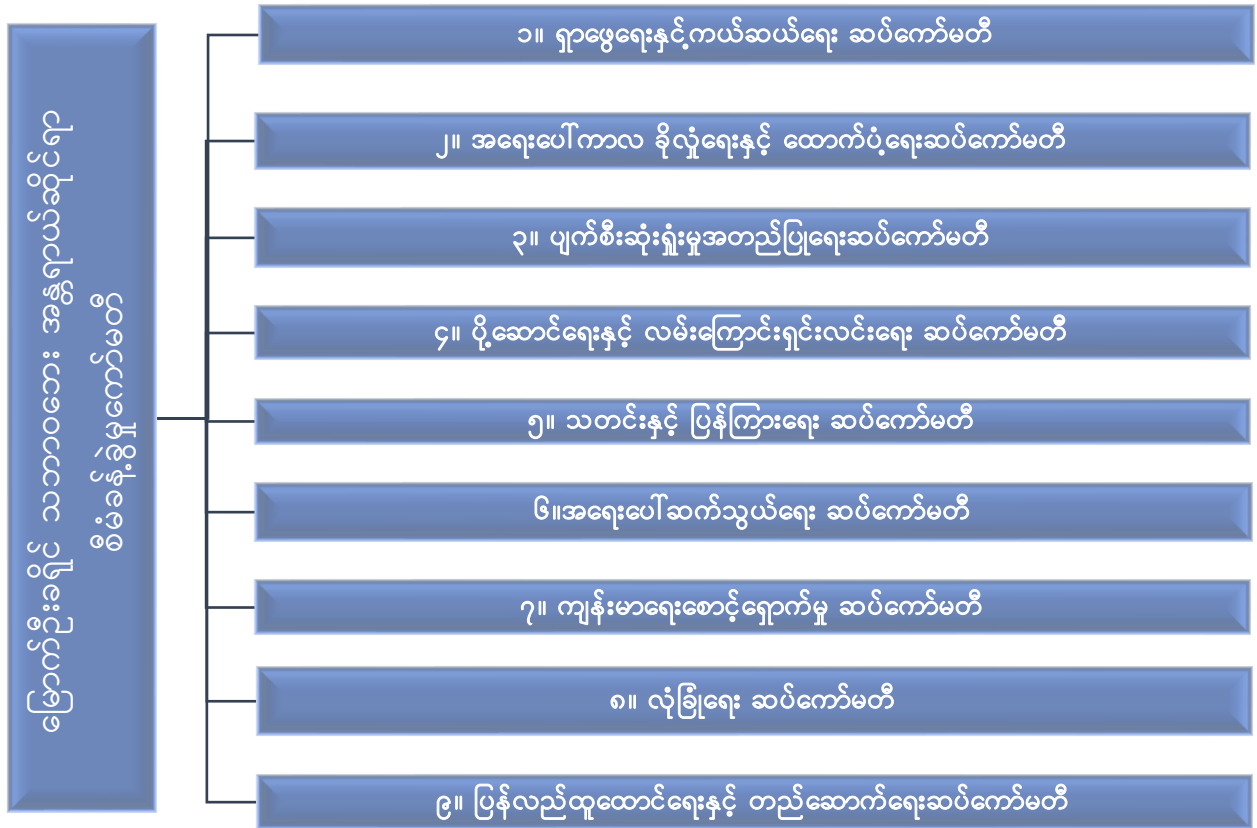 မြောက်ဦးခရိုင် သဘာဝဘေး အန္တရာယ်ဆိုင်ရာ
စီမံခန့်ခွဲမှုကော်မတီ
၁။ ရှာဖွေရေးနှင့်ကယ်ဆယ်ရေး ဆပ်ကော်မတီ
၂။ အရေးပေါ်ကာလ ခိုလှုံရေးနှင့် ထောက်ပံ့ရေးဆပ်ကော်မတီ
၃။ ပျက်စီးဆုံးရှုံးမှုအတည်ပြုရေးဆပ်ကော်မတီ
၄။ ပို့ဆောင်ရေးနှင့် လမ်းကြောင်းရှင်းလင်းရေး ဆပ်ကော်မတီ
၅။ သတင်းနှင့် ပြန်ကြားရေး ဆပ်ကော်မတီ
၆။အရေးပေါ်ဆက်သွယ်ရေး ဆပ်ကော်မတီ
၇။ ကျန်းမာရေးစောင့်ရှောက်မှု ဆပ်ကော်မတီ
၈။ လုံခြုံရေး ဆပ်ကော်မတီ
၉။ ပြန်လည်ထူထောင်ရေးနှင့် တည်ဆောက်ရေးဆပ်ကော်မတီ